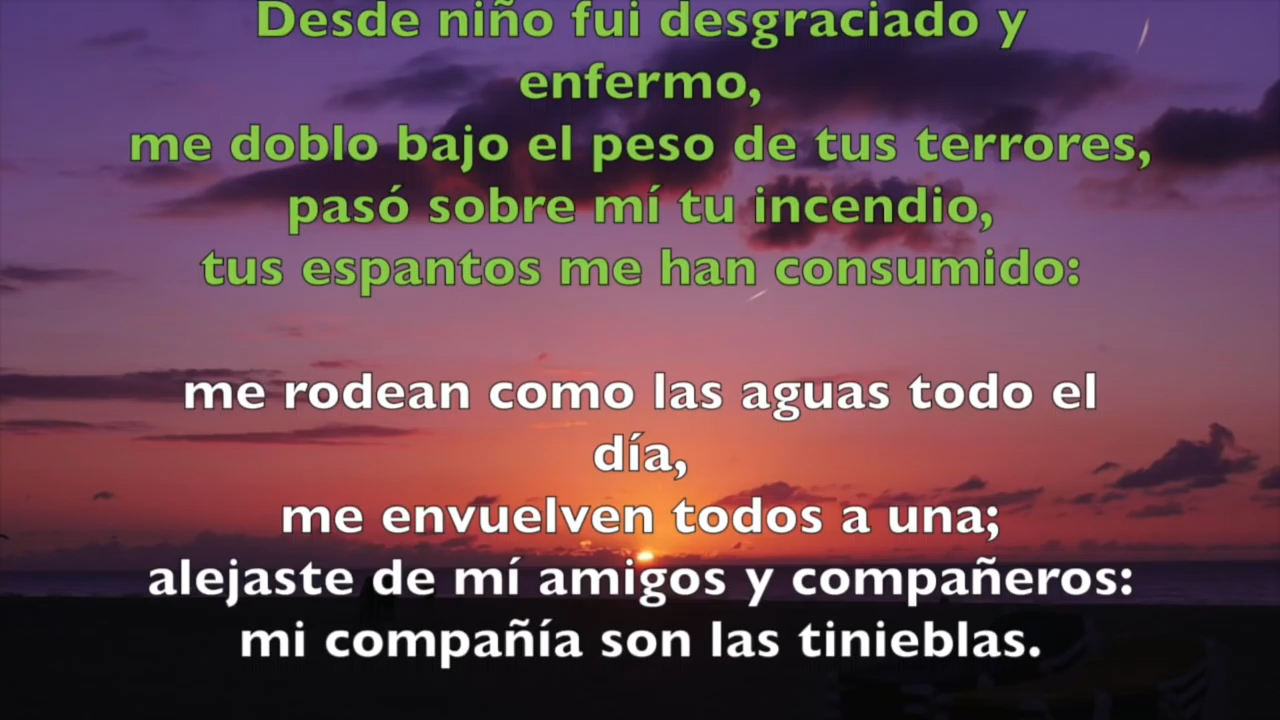 Desde niño fui desgraciado y
enfermo,
me doblo bajo el peso de tus terrores,
pasó sobre mí tu incendio,
tus espantos me han consumido:
me rodean como las aguas todo el
día,
me envuelven todos a una;
alejaste de mí amigos y compañeros:
mi compañía son las tinieblas.